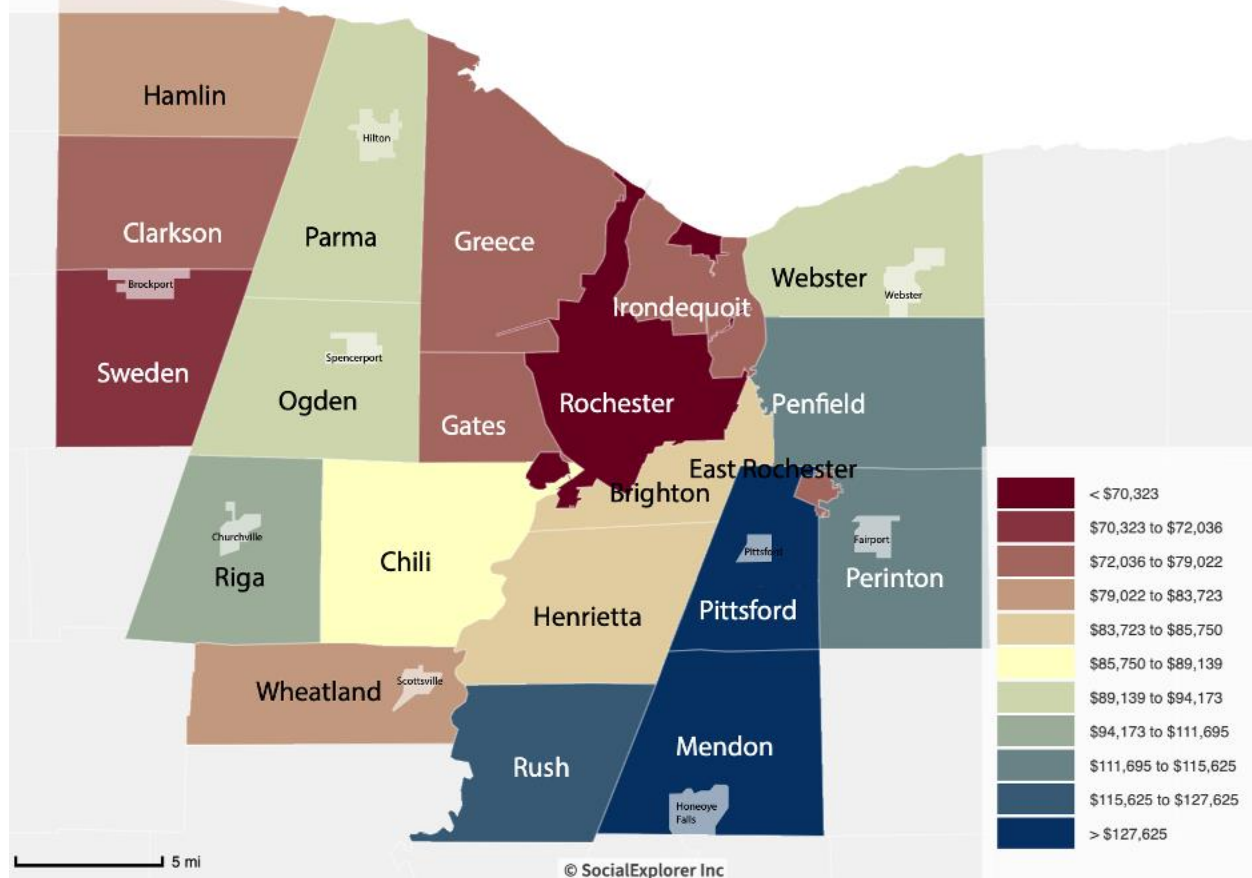 Hamlin
Hilton
Clarkson
Parma
Greece
Brockport
Irondequoit
Webster
Webster
Sweden
Spencerport
Ogden
Rochester
Gates
Penfield
East Rochester
Brighton
Churchville
Riga
Chili
Pittsford
Fairport
Perinton
Henrietta
Pittsford
Wheatland
Scottsville
Rush
Mendon
Honeoye
Falls
< $70,323
$70,323 to $72,036
$72,036 to $79,022
$79,022 to $83,723
$83,723 to $85,750
$85,750 to $89,139
$89,139 to $94,173
$94,173 to $111,695
$111,695 to $115,625
$115,625 to $127,625
> $127,625
5 mi
© SocialExplorer Inc